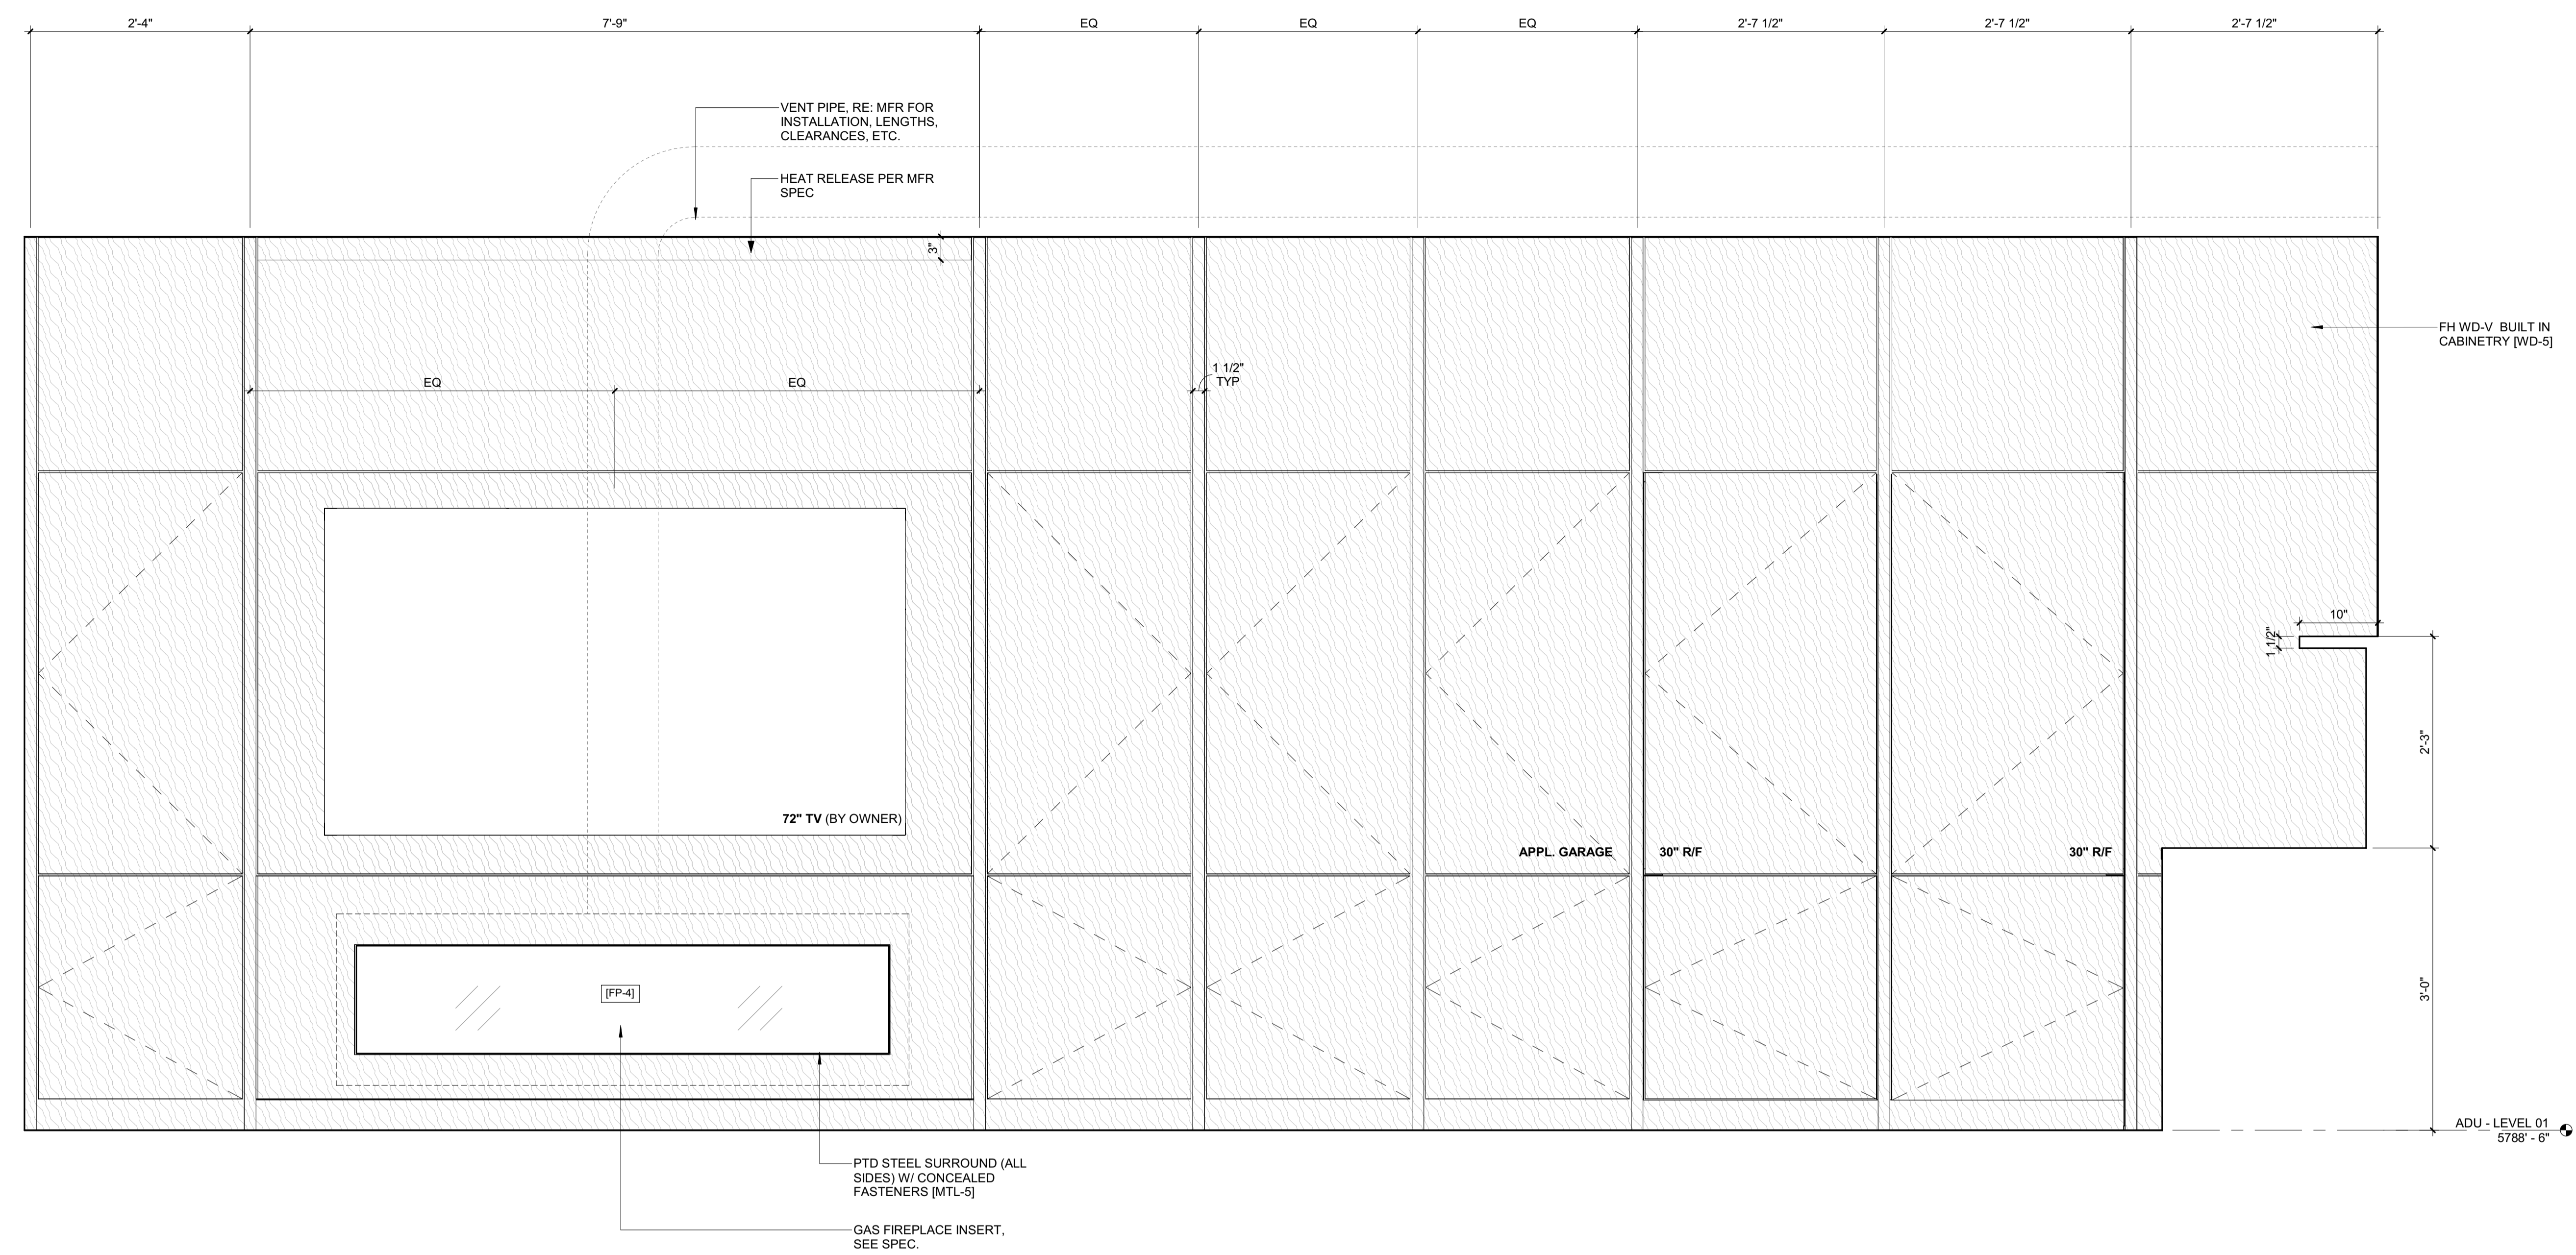 2'-4"
7'-9"
EQ
EQ
EQ
2'-7 1/2"
2'-7 1/2"
2'-7 1/2"
VENT PIPE, RE: MFR FOR
INSTALLATION, LENGTHS,
CLEARANCES, ETC.
HEAT RELEASE PER MFR
SPEC
3"
FH WD-V BUILT IN
CABINETRY [WD-5]
EQ
EQ
1 1/2"
TYP
10"
1 1/2"
2'-3"
72" TV (BY OWNER)
APPL. GARAGE
30" R/F
30" R/F
[FP-4]
3'-0"
ADU - LEVEL 01
5788' - 6"
PTD STEEL SURROUND (ALL
SIDES) W/ CONCEALED
FASTENERS [MTL-5]
GAS FIREPLACE INSERT,
SEE SPEC.